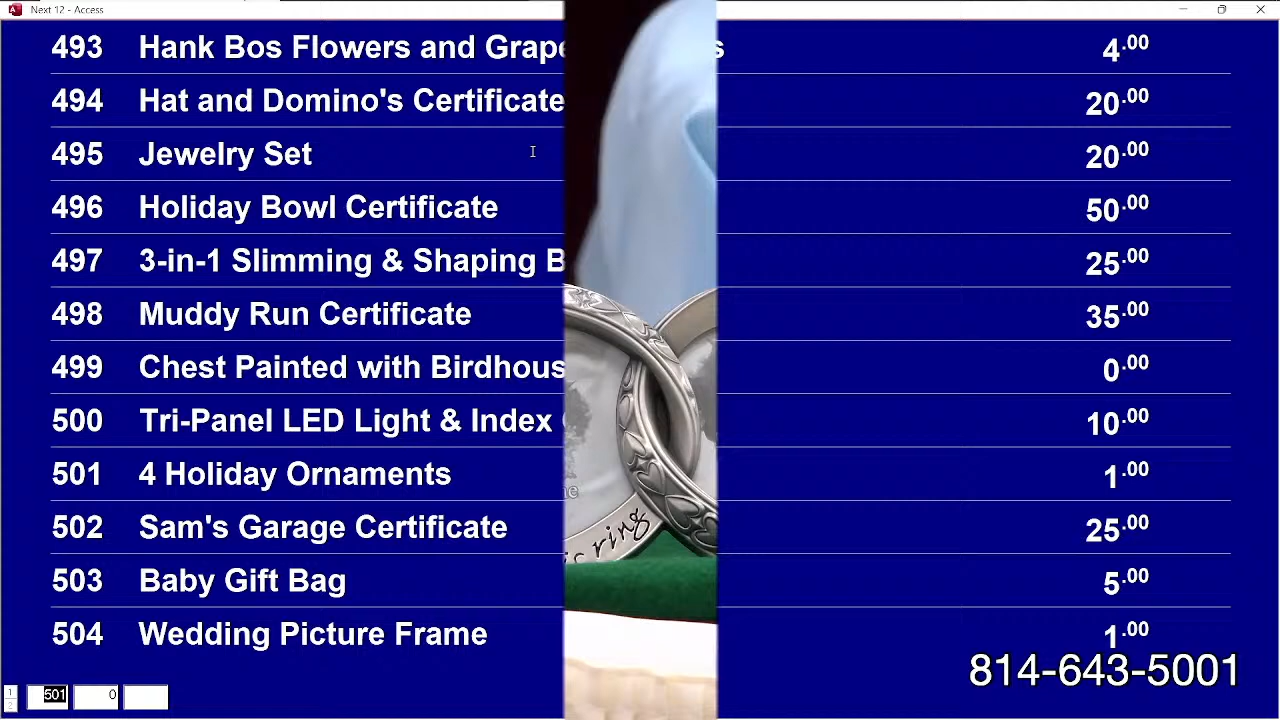 Next 12 - Access
493 Hank Bos Flowers and Grape s 4.00
494 Hat and Domino's Certificate 20.00
495 Jewelry Set 20.00
496 Holiday Bowl Certificate 50.00
497 3-in-1 Slimming & Shaping B 25.00
498 Muddy Run Certificate 35.00
499 Chest Painted with Birdhous 0.00
500 Tri-Panel LED Light & Index 10.00
501 4 Holiday Ornaments 1.00
502 Sam's Garage Certificate 25.00
503 Baby Gift Bag 5.00
504 Wedding Picture Frame 1.00
ring
814-643-5001
1
2
501 0